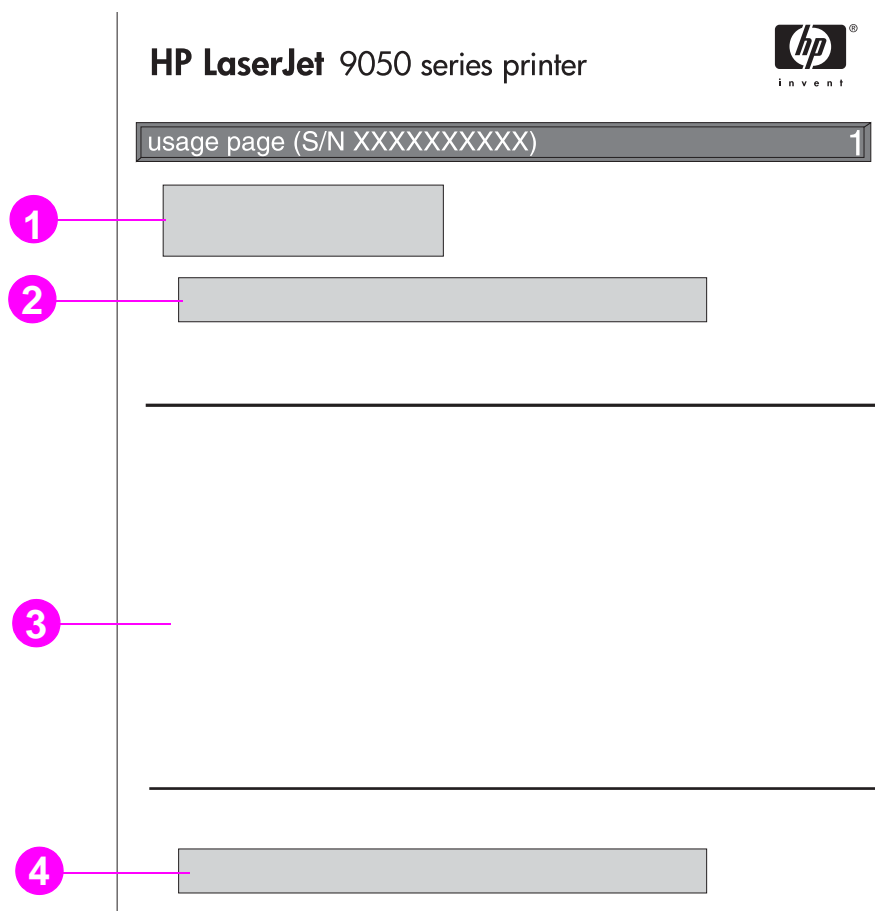 HP LaserJet 9050 series printer
hp ®
invent
usage page (S/N XXXXXXXXXX) 1
1
2
3
4